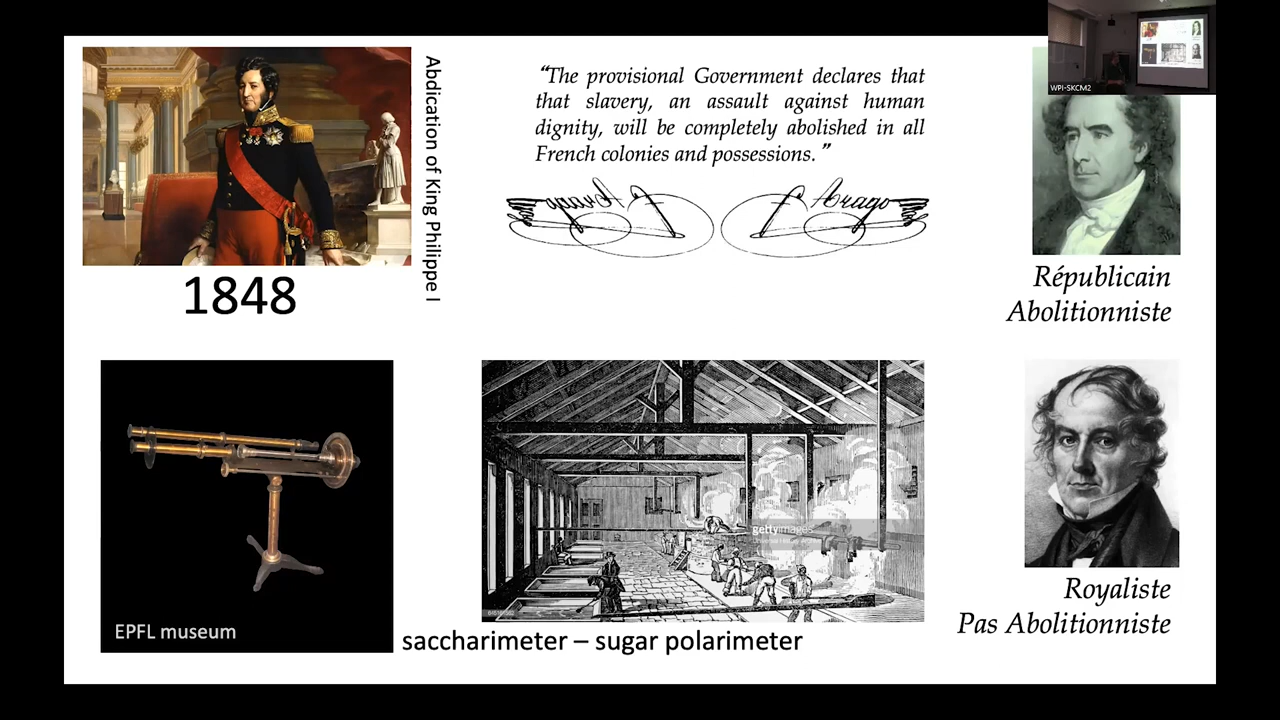 WPI-SKCM2
Abdication of King Philippe I
1848
“The provisional Government declares that
that slavery, an assault against human
dignity, will be completely abolished in all
French colonies and possessions.”
Arago
Républicain
Abolitionniste
EPFL museum
gettyimages
saccharimeter – sugar polarimeter
Royaliste
Pas Abolitionniste